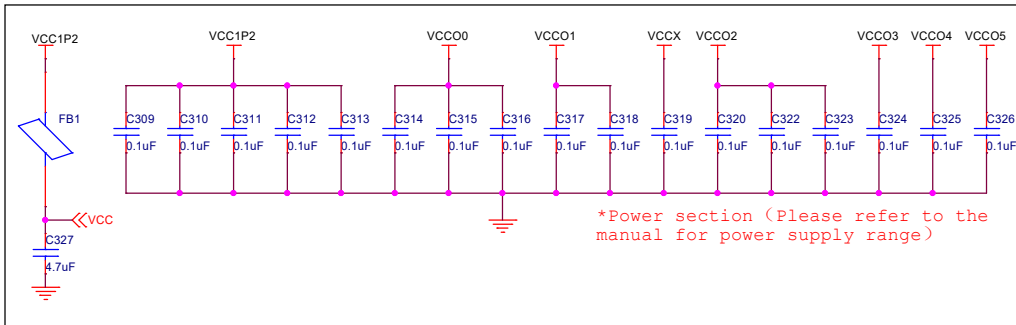 VCC1P2 VCC1P2 VCCO0 VCCO1 VCCX VCCO2 VCCO3 VCCO4 VCCO5
FB1 C309 C310 C311 C312 C313 C314 C315 C316 C317 C318 C319 C320 C322 C323 C324 C325 C326
0.1uF 0.1uF 0.1uF 0.1uF 0.1uF 0.1uF 0.1uF 0.1uF 0.1uF 0.1uF 0.1uF 0.1uF 0.1uF 0.1uF 0.1uF 0.1uF 0.1uF
VCC
*Power section（Please refer to the
manual for power supply range）
C327
4.7uF